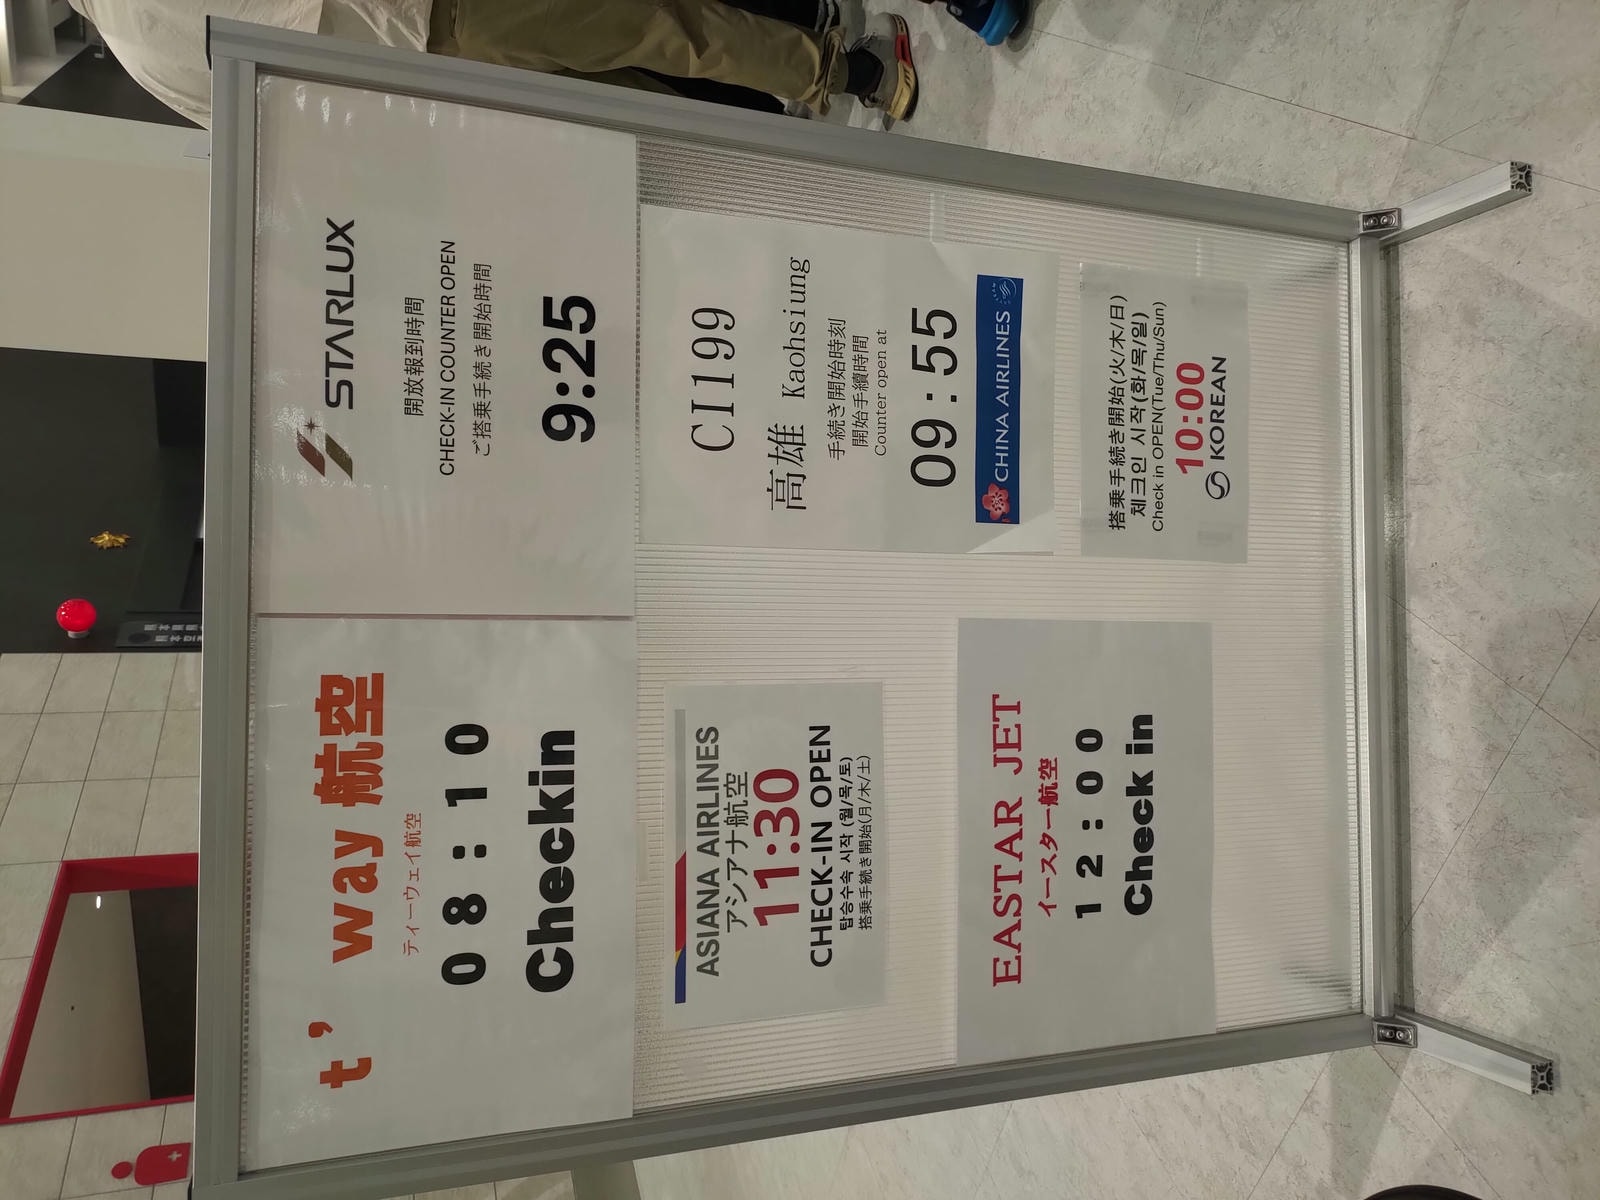 t' way 航空
ティーウェイ航空
08:10
Checkin
STARLUX
開放報到時間
CHECK-IN COUNTER OPEN
ご搭乗手続き開始時間
9:25
ASIANA AIRLINES
アシアナ航空
11:30
CHECK-IN OPEN
탑승수속 시작 (월/목/토)
搭乗手続き開始(月/木/土)
CI199
高雄 Kaohsiung
手続き開始時刻
開始手續時間
Counter open at
09:55
CHINA AIRLINES
EASTAR JET
イースター航空
12:00
Check in
搭乗手続き開始(火/木/日)
체크인 시작(화/목/일)
Check in OPEN(Tue/Thu/Sun)
10:00
KOREAN